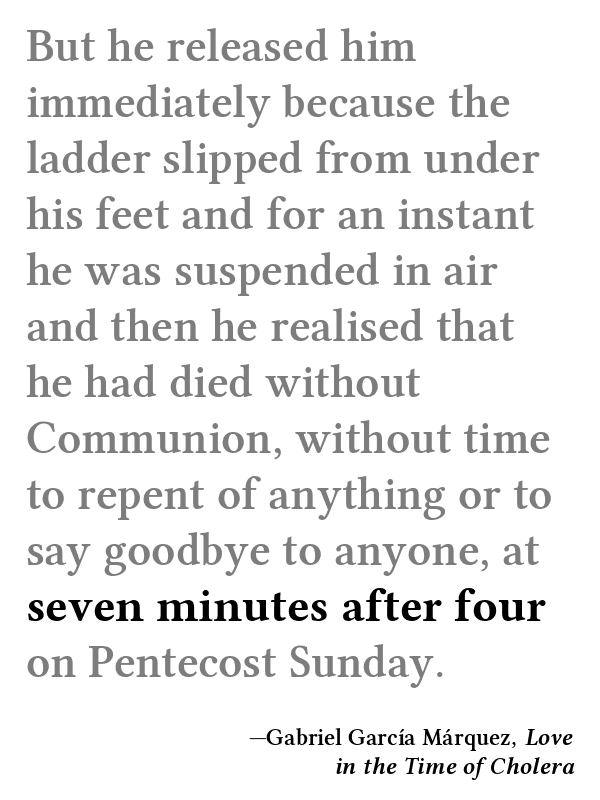 But he released him
immediately because the
ladder slipped from under
his feet and for an instant
he was suspended in air
and then he realised that
he had died without
Communion, without time
to repent of anything or to
say goodbye to anyone, at
seven minutes after four
on Pentecost Sunday.
—Gabriel García Márquez, Love
in the Time of Cholera